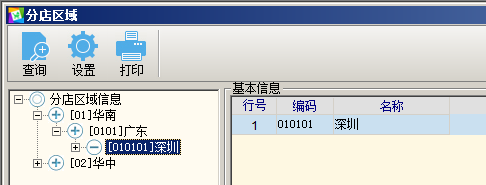 分店区域
查询 设置 打印
分店区域信息
[01]华南
[0101]广东
[010101]深圳
[02]华中
基本信息
行号 编码 名称
1 010101 深圳